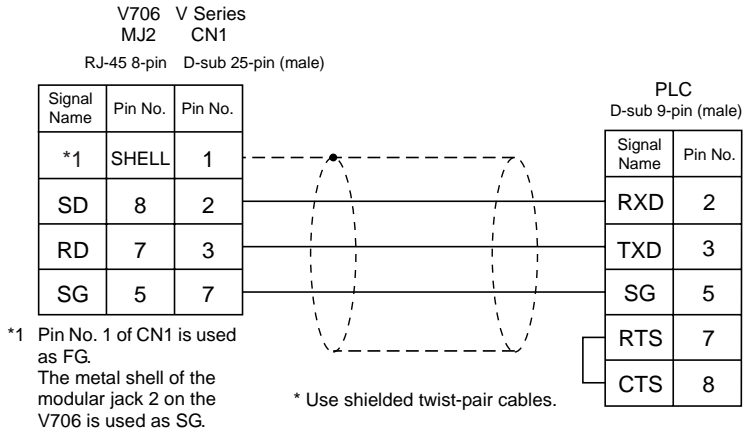 V706 V Series
MJ2 CN1
RJ-45 8-pin D-sub 25-pin (male)
Signal Name Pin No. Pin No.
*1 SHELL 1
SD 8 2
RD 7 3
SG 5 7
PLC
D-sub 9-pin (male)
Signal Name Pin No.
RXD 2
TXD 3
SG 5
RTS 7
CTS 8
*1 Pin No. 1 of CN1 is used
as FG.
The metal shell of the
modular jack 2 on the
V706 is used as SG.
* Use shielded twist-pair cables.